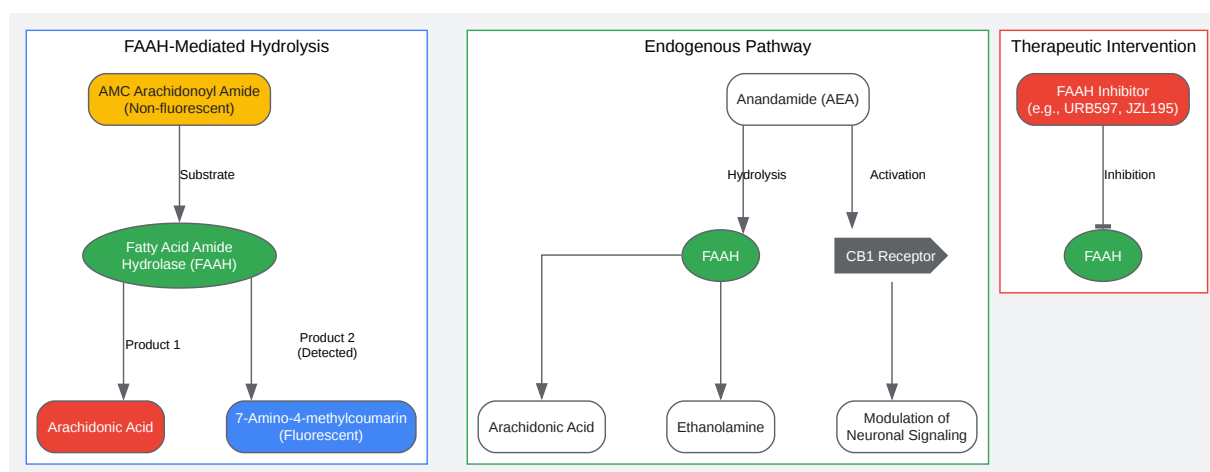 FAAH-Mediated Hydrolysis
AMC Arachidonoyl Amide
(Non-fluorescent)
Substrate
Fatty Acid Amide
Hydrolase (FAAH)
Product 1
Product 2
(Detected)
Arachidonic Acid
7-Amino-4-methylcoumarin
(Fluorescent)
Endogenous Pathway
Anandamide (AEA)
Hydrolysis
Activation
FAAH
CB1 Receptor
Arachidonic Acid
Ethanolamine
Modulation of
Neuronal Signaling
Therapeutic Intervention
FAAH Inhibitor
(e.g., URB597, JZL195)
Inhibition
FAAH